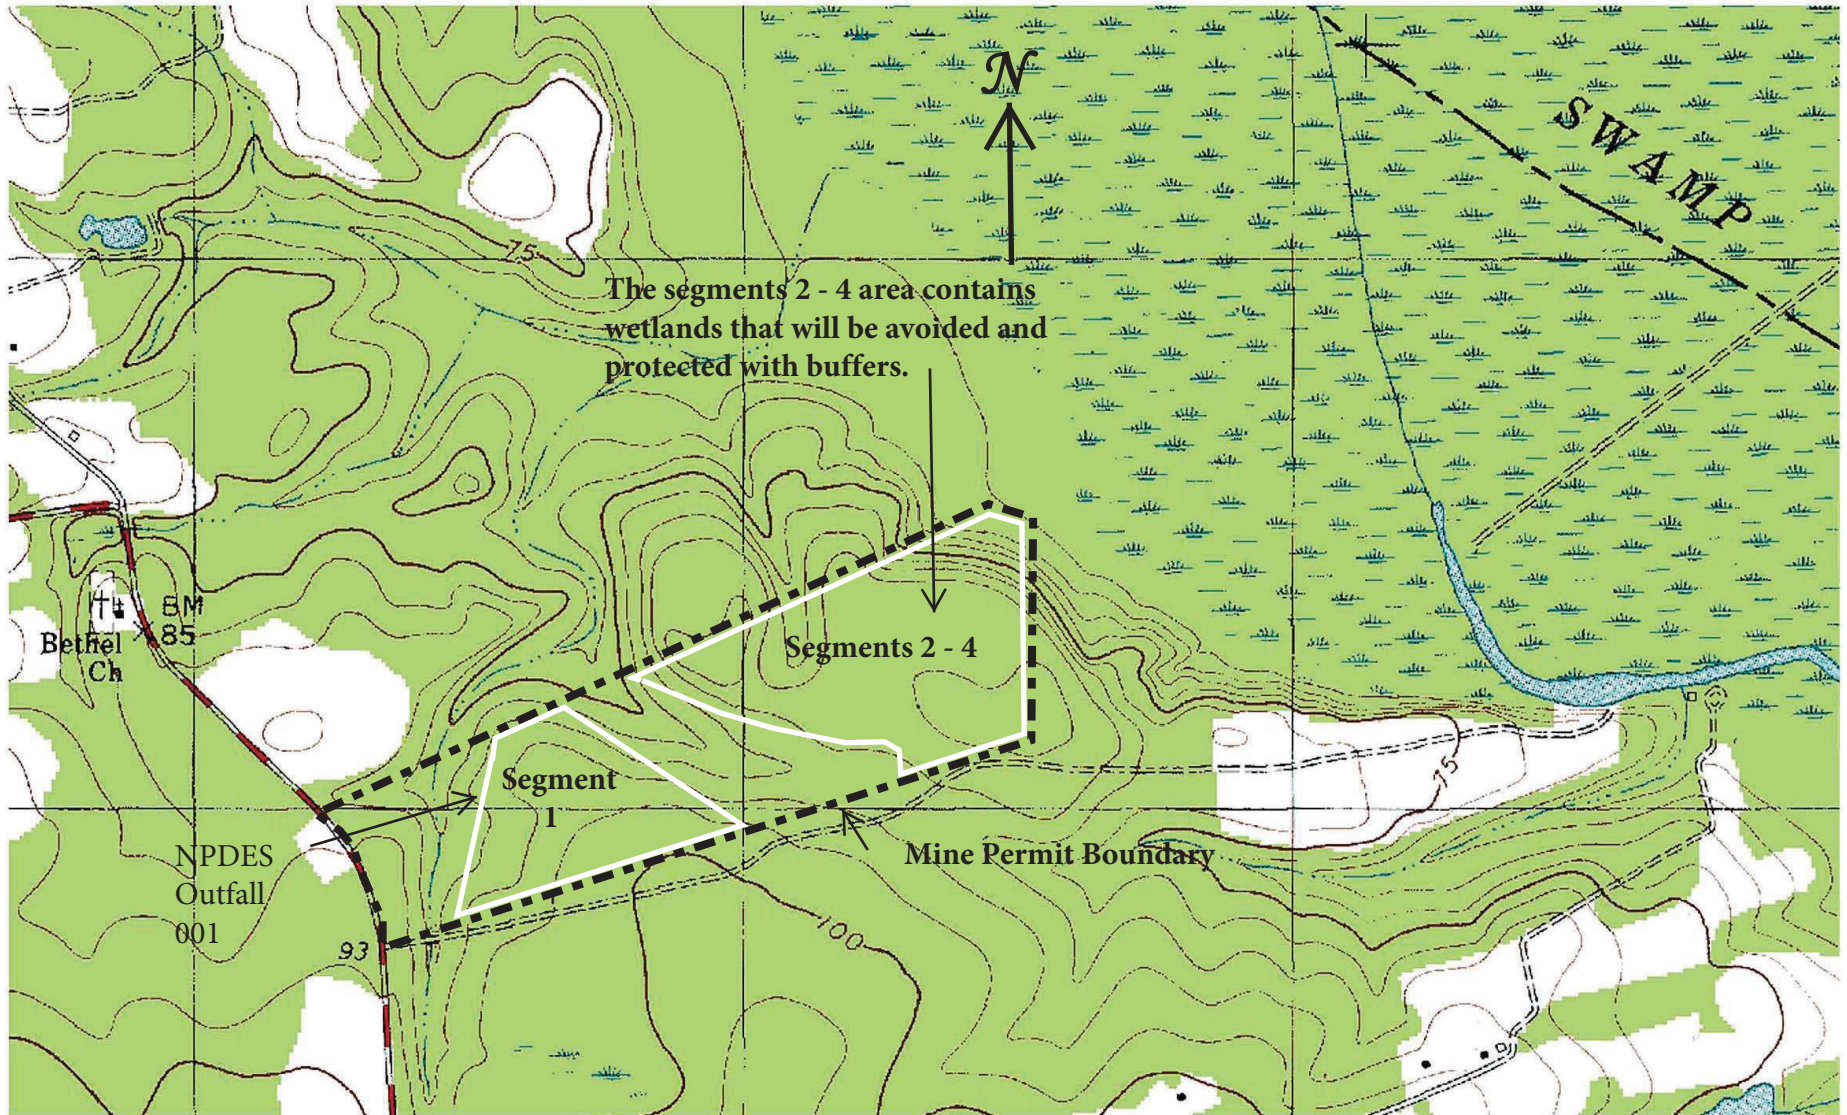 N
SWAMP
75
The segments 2 - 4 area contains
wetlands that will be avoided and
protected with buffers.
BM
85
Bethel
Ch
Segments 2 - 4
Segment
1
75
NPDES
Outfall
001
Mine Permit Boundary
93
100